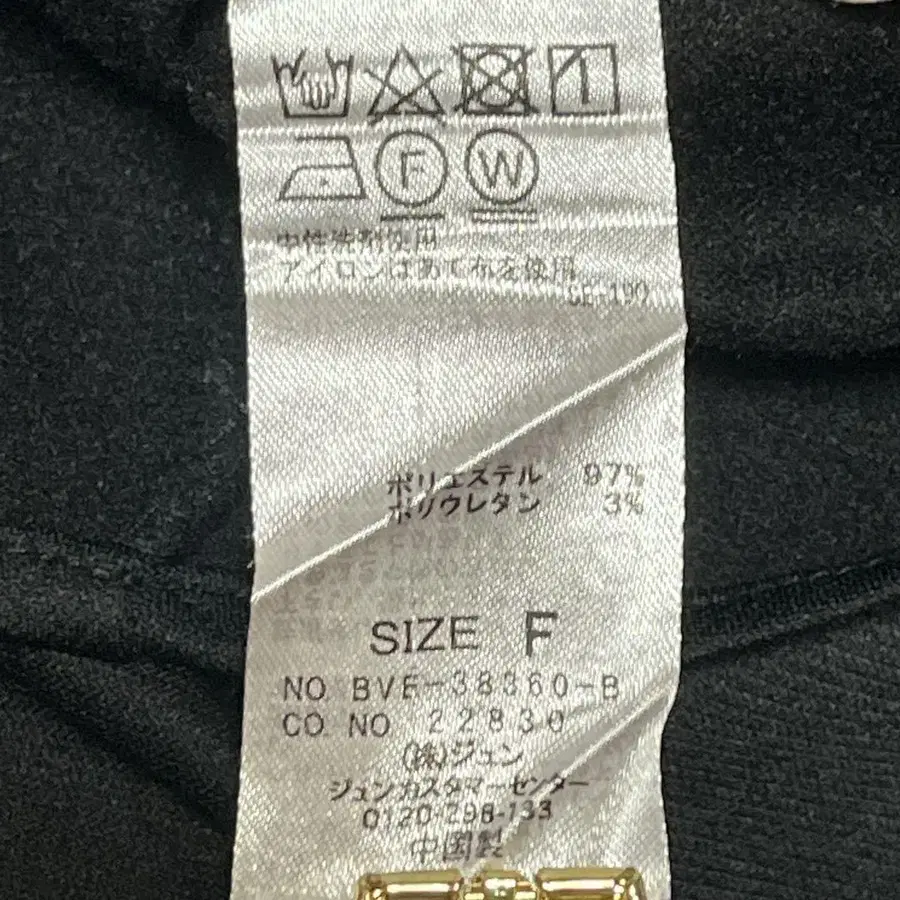 F W
中性洗剤使用
アイロンはあて布を使用
SE-190
ポリエステル 97%
ポリウレタン 3%
SIZE F
NO. BVE-38360-B
CO. NO 22830
(株)ジュン
ジュンカスタマーセンター
0120-298-133
中国製